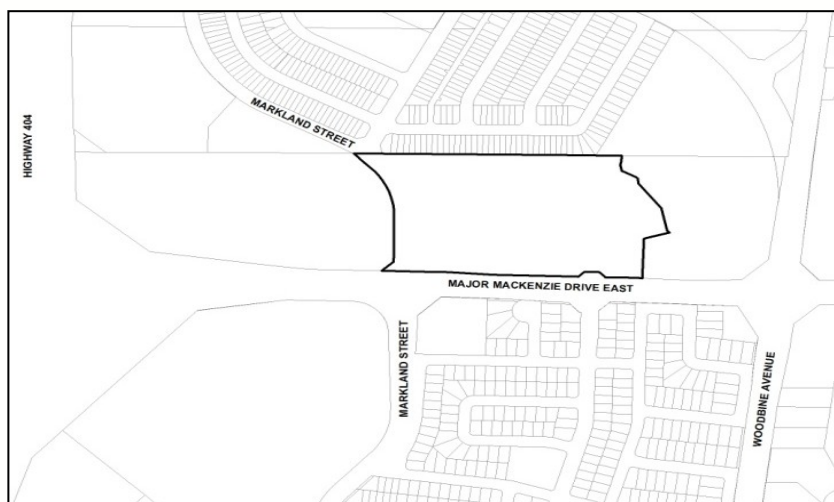 MARKLAND STREET
HIGHWAY 404
MAJOR MACKENZIE DRIVE EAST
MARKLAND STREET
WOODBINE AVENUE